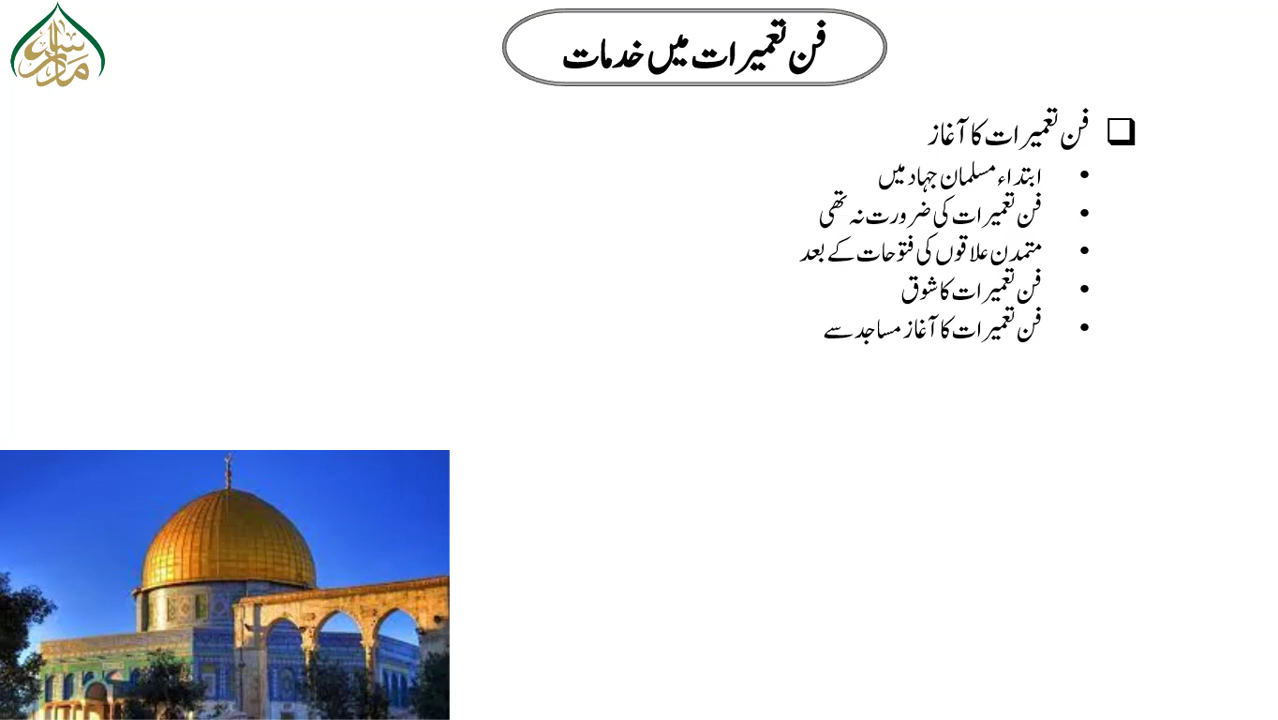 فن تعمیرات میں خدمات
فن تعمیرات کا آغاز
ابتداء مسلمان جہاد میں
فن تعمیرات کی ضرورت نہ تھی
متمدن علاقوں کی فتوحات کے بعد
فن تعمیرات کا شوق
فن تعمیرات کا آغاز مساجد سے